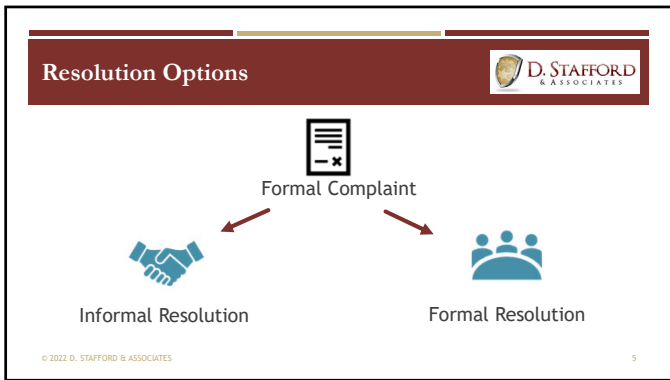 Resolution Options
D. STAFFORD
& ASSOCIATES
Formal Complaint
Informal Resolution
Formal Resolution
© 2022 D. STAFFORD & ASSOCIATES
5